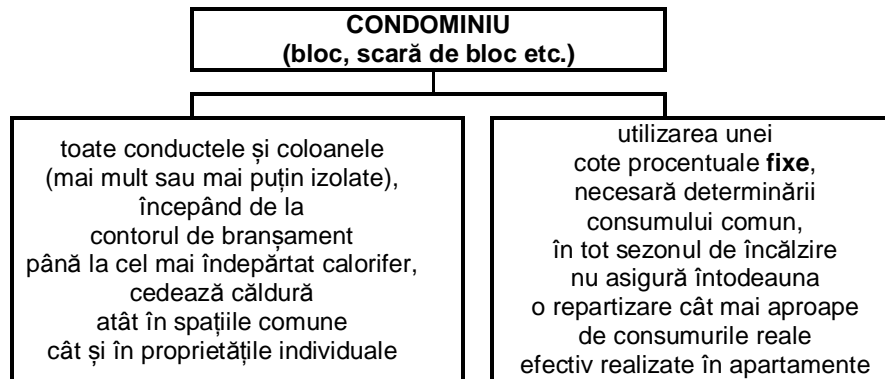 CONDOMINIU
(bloc, scară de bloc etc.)
toate conductele și coloanele
(mai mult sau mai puțin izolate),
începând de la
contorul de branșament
până la cel mai îndepărtat calorifer,
cedează căldură
atât în spațiile comune
cât și în proprietățile individuale
utilizarea unei
cote procentuale fixe,
necesară determinării
consumului comun,
în tot sezonul de încălzire
nu asigură întodeauna
o repartizare cât mai aproape
de consumurile reale
efectiv realizate în apartamente